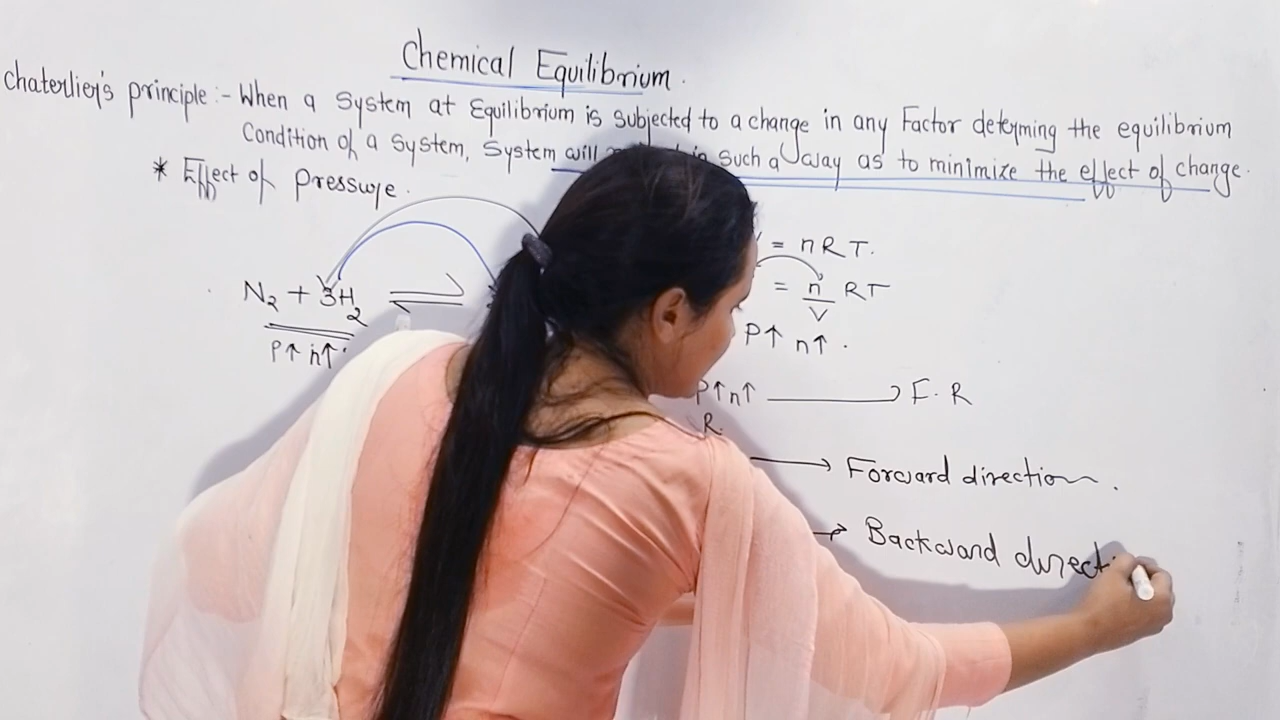 Chemical Equilibrium.
Chaterlier's principle :- When a System at Equilibrium is subjected to a change in any Factor determing the equilibrium
Condition of a System, System will such a way as to minimize the effect of change.
* Effect of pressure.
= nRT.
N2 + 3H2 ⇌
= n/V RT
P↑ n↑ .
P↑ n↑
P↑ n↑ → F.R
R.
→ Forward direction.
→ Backward direct